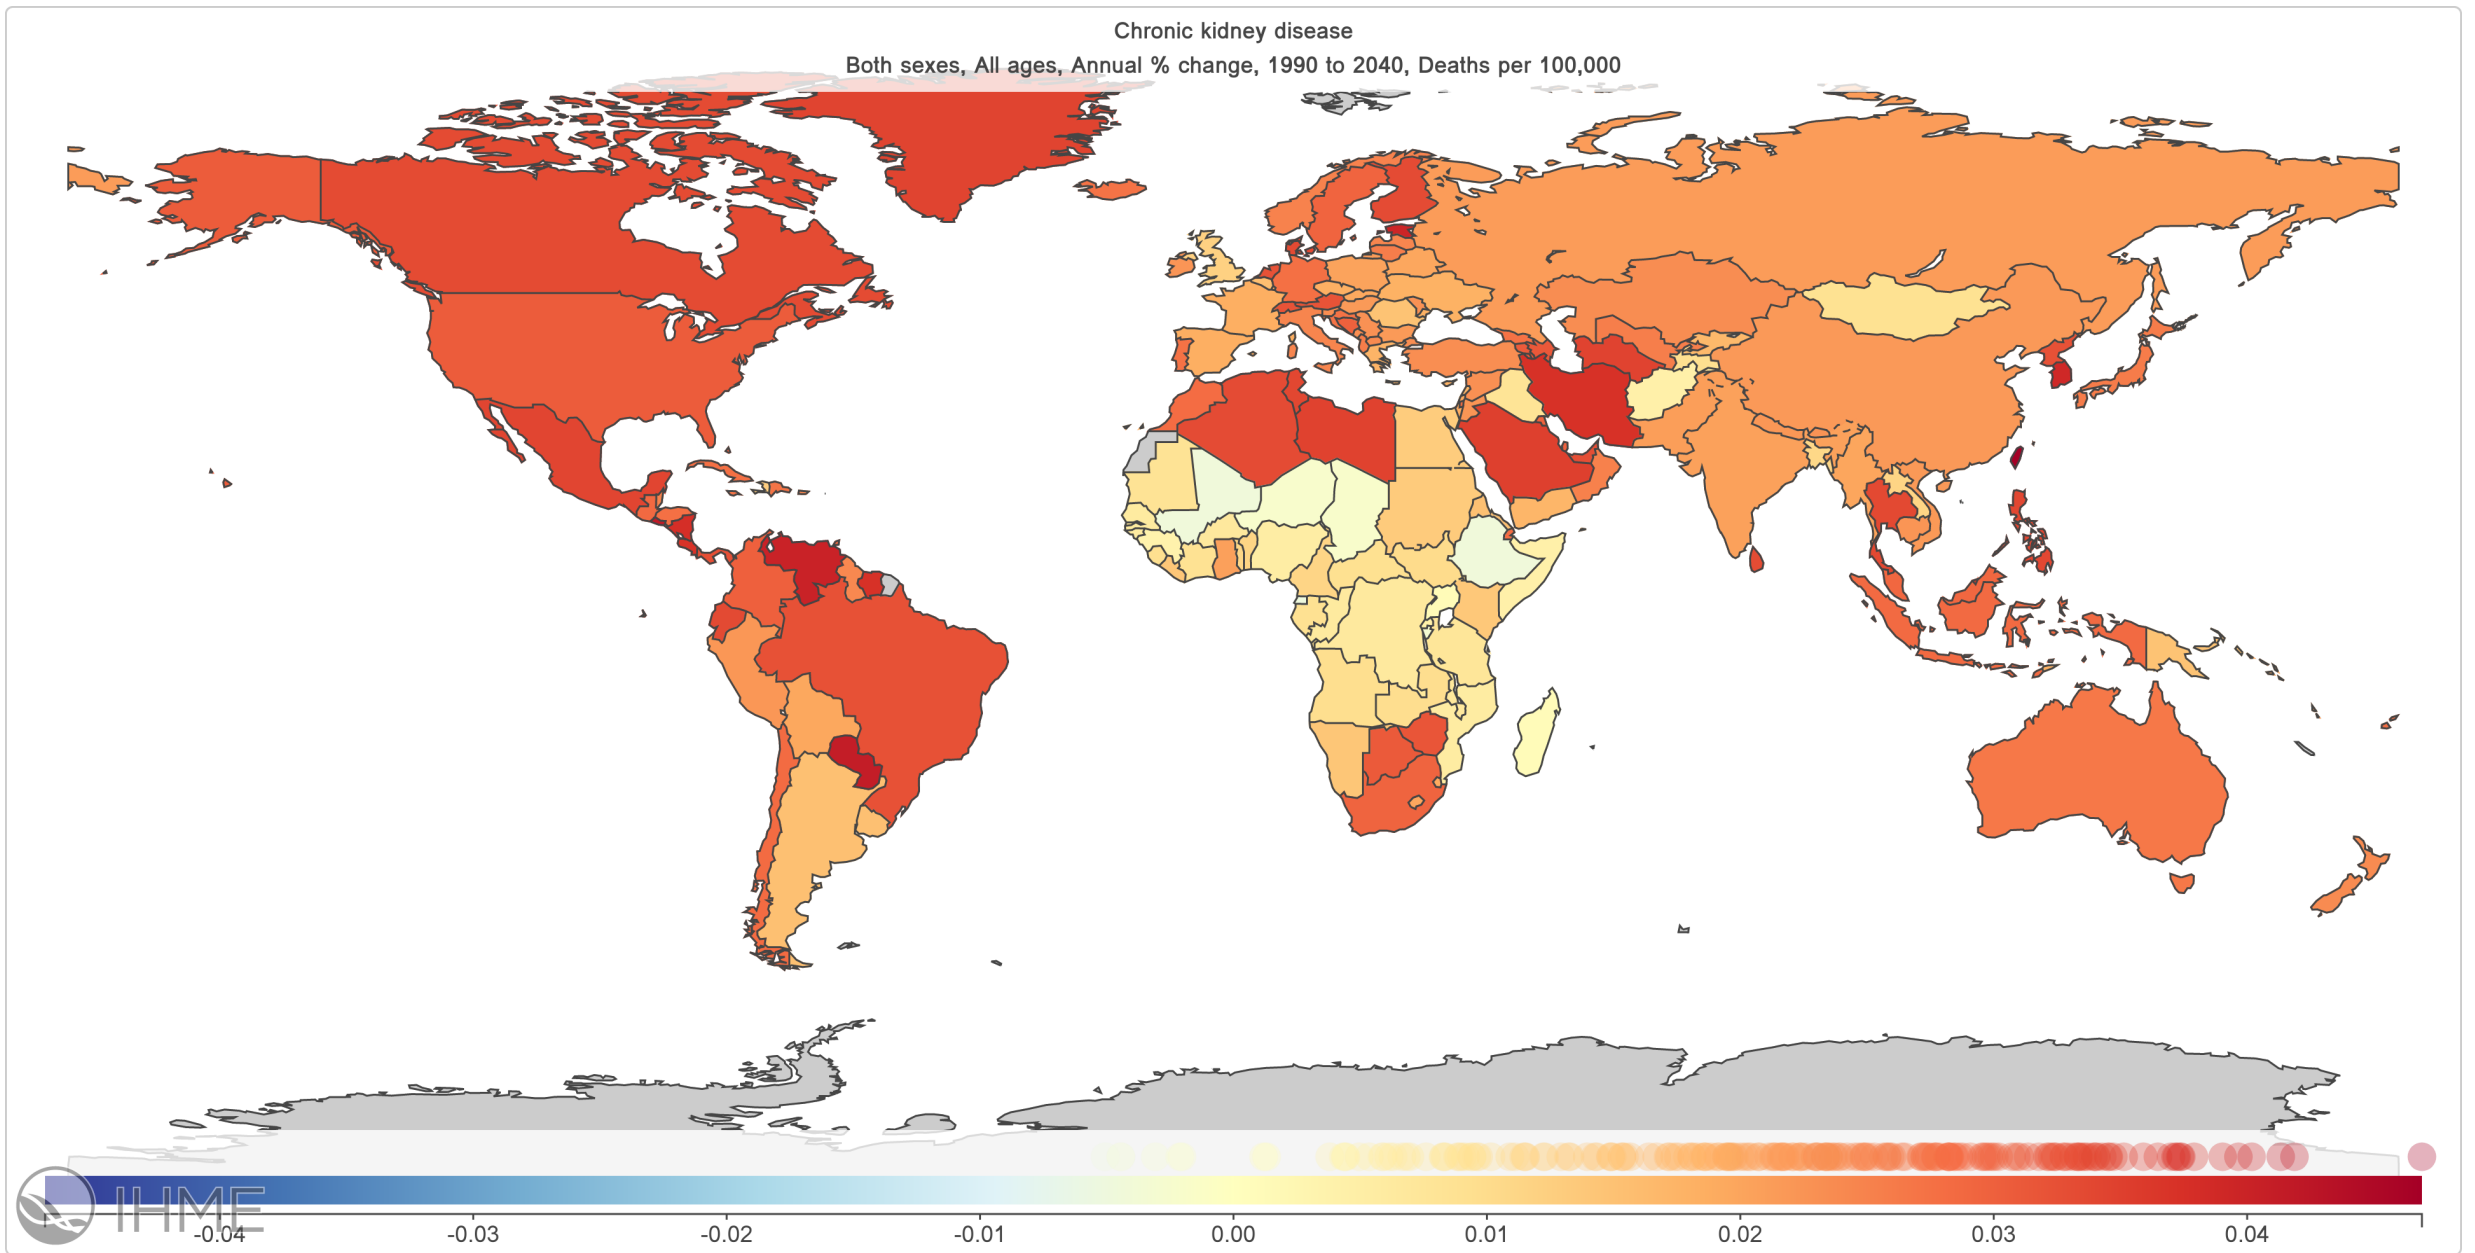 Chronic kidney disease
Both sexes, All ages, Annual % change, 1990 to 2040, Deaths per 100,000
IHME
-0.04 -0.03 -0.02 -0.01 0.00 0.01 0.02 0.03 0.04